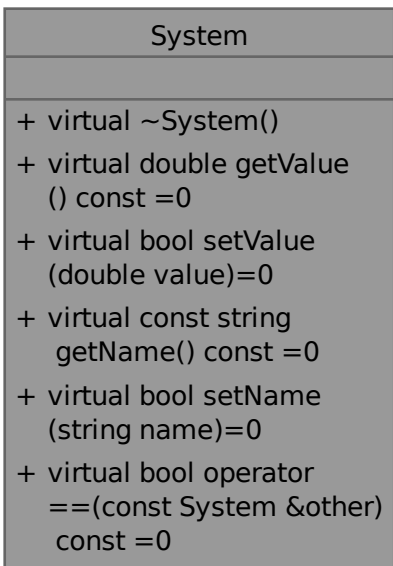 System
+ virtual ~System()
+ virtual double getValue
() const =0
+ virtual bool setValue
(double value)=0
+ virtual const string
getName() const =0
+ virtual bool setName
(string name)=0
+ virtual bool operator
==(const System &other)
const =0